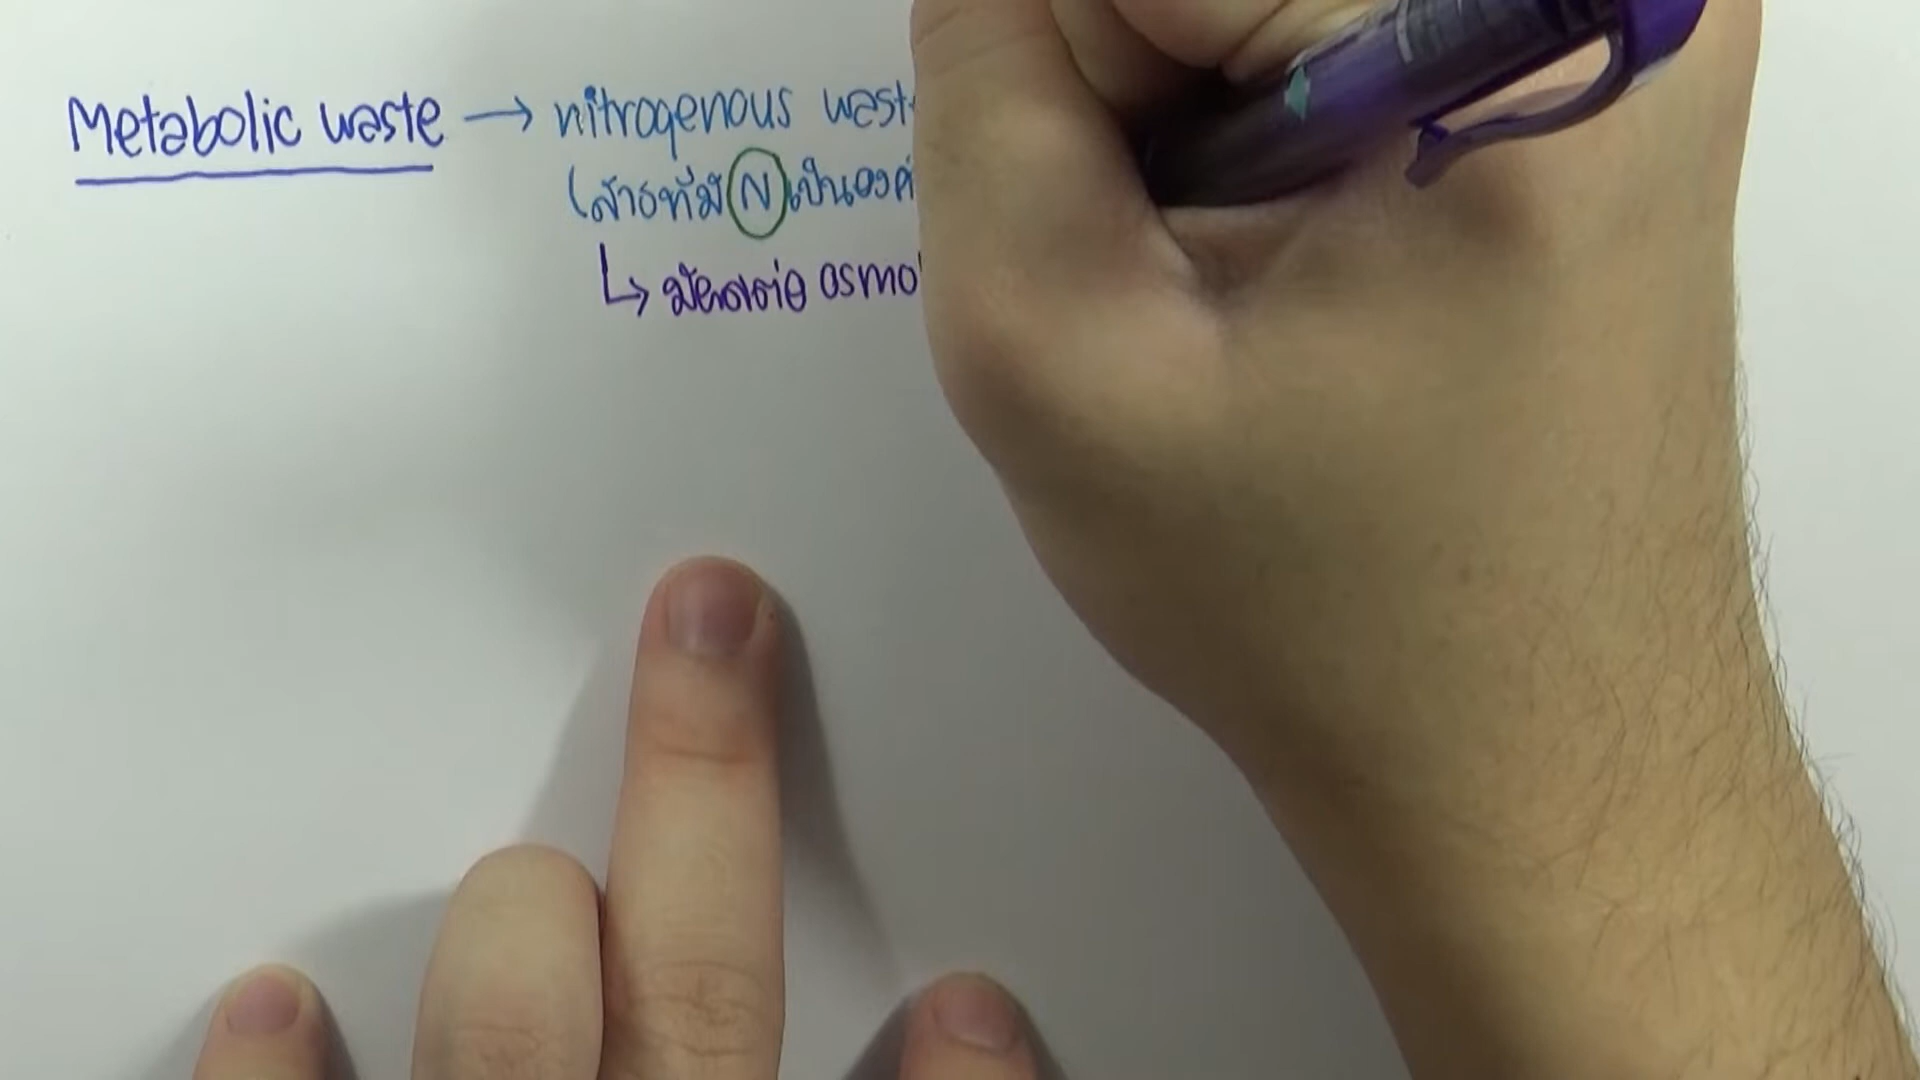 Metabolic waste → nitrogenous wast
(สารที่มี N เป็นองค์
↳ มีผลต่อ osmo